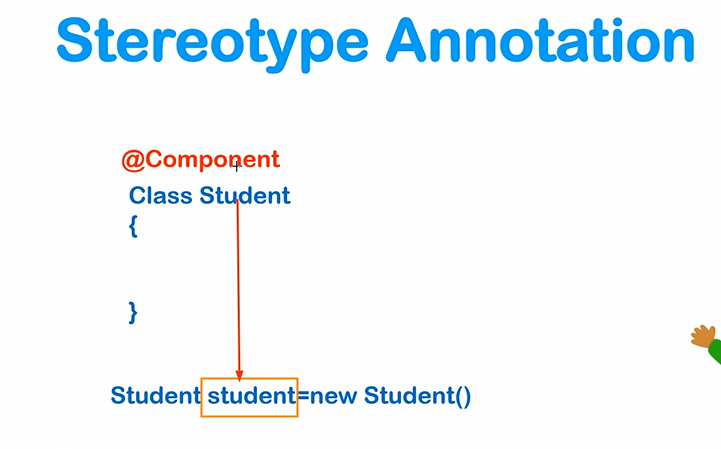 Stereotype Annotation
@Component
Class Student
{
}
Student student=new Student()